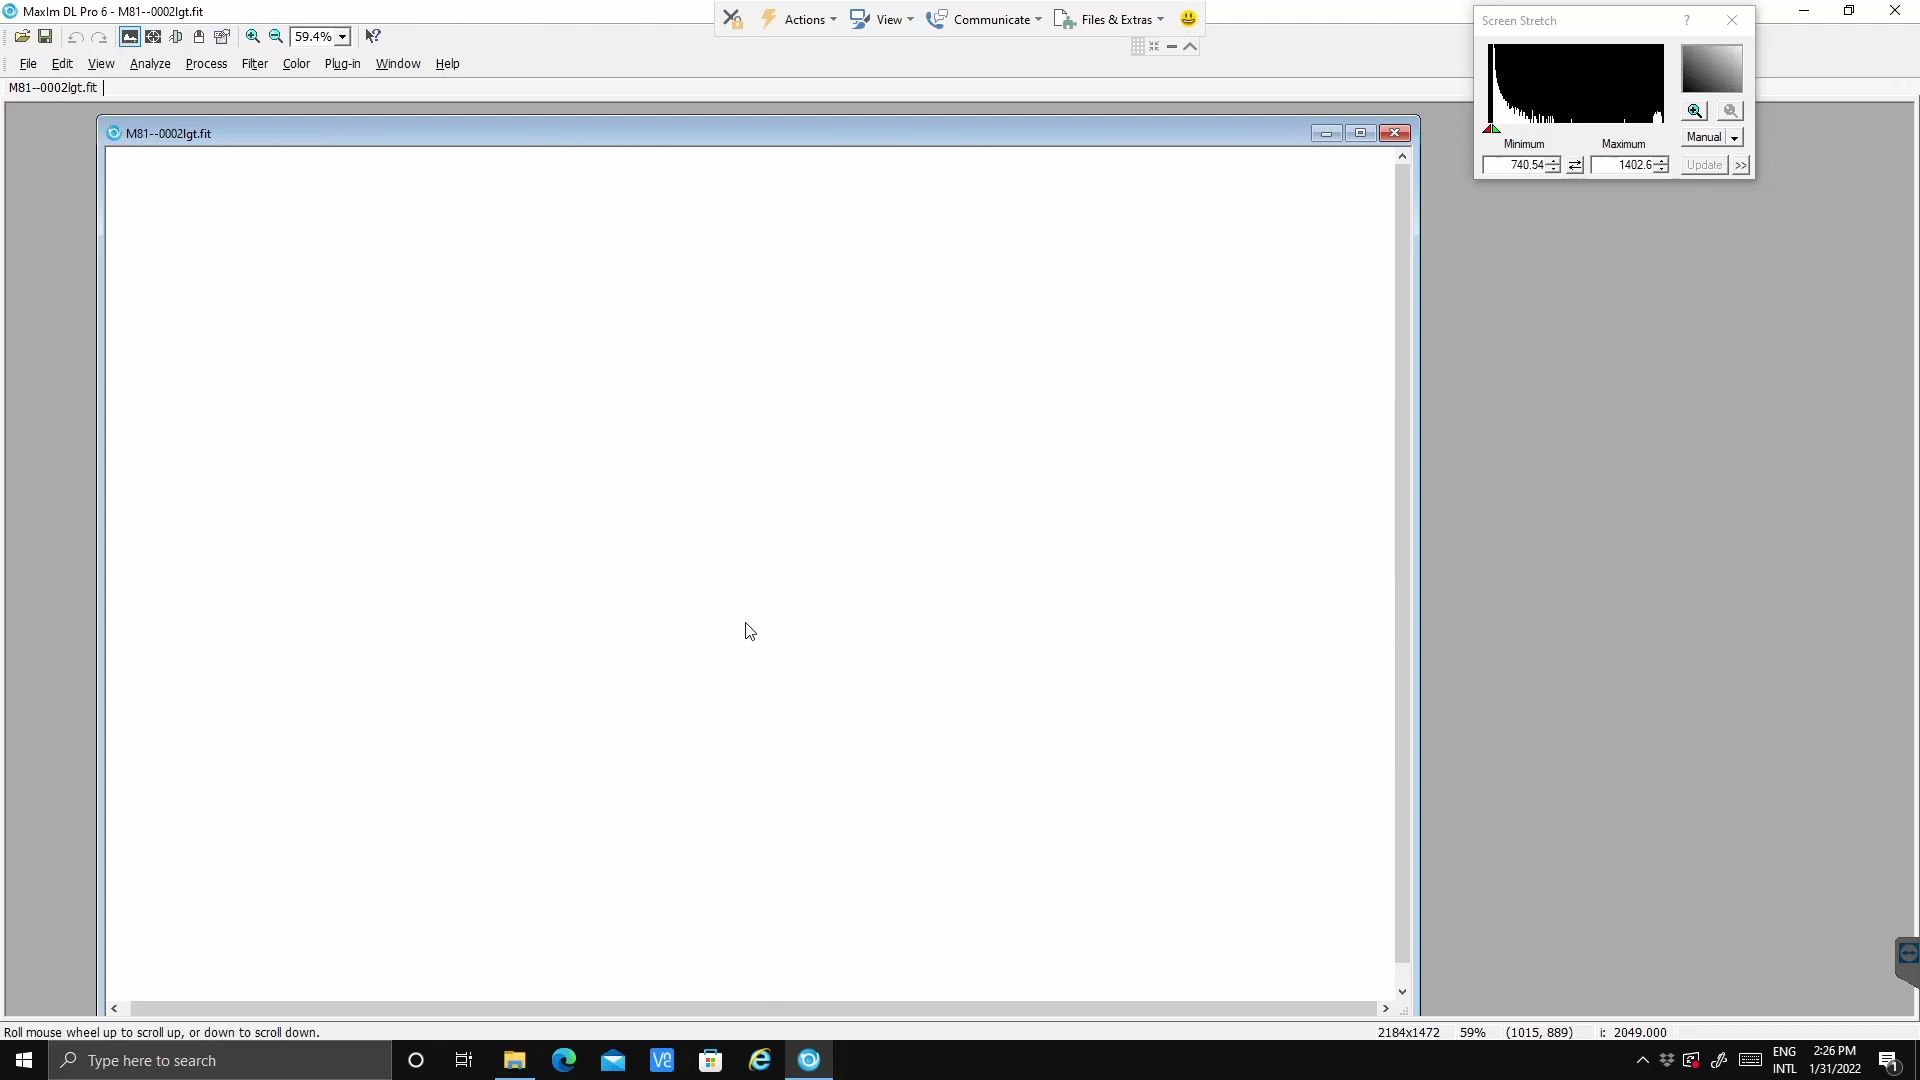 MaxIm DL Pro 6 - M81--0002lgt.fit
Actions
View
Communicate
Files & Extras
59.4%
File Edit View Analyze Process Filter Color Plug-in Window Help
M81--0002lgt.fit
M81--0002lgt.fit
Screen Stretch
?
Manual
Minimum Maximum
740.54 1402.6 Update >>
Roll mouse wheel up to scroll up, or down to scroll down.
2184x1472 59% (1015, 889) i: 2049.000
Type here to search
ENG
INTL
2:26 PM
1/31/2022
1